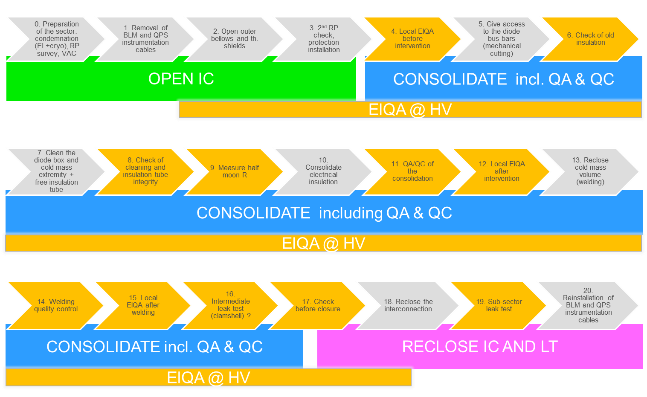 0. Preparation
of the sector:
condemnation
(EL+cryo), RP
survey, VAC
1. Removal of
BLM and QPS
instrumentation
cables
2. Open outer
bellows and th.
shields
3. 2nd RP
check,
protection
installation
4. Local ElQA
before
intervention
5. Give access
to the diode
bus bars
(mechanical
cutting)
6. Check of old
insulation
OPEN IC
CONSOLIDATE incl. QA & QC
ElQA @ HV
7. Clean the
diode box and
cold mass
extremity +
free insulation
tube
8. Check of
cleaning and
insulation tube
integrity
9. Measure half
moon R
10.
Consolidate
electrical
insulation
11. QA/QC of
the
consolidation
12. Local ElQA
after
intervention
13. Reclose
cold mass
volume
(welding)
CONSOLIDATE including QA & QC
ElQA @ HV
14. Welding
quality control
15. Local
ElQA after
welding
16.
Intermediate
leak test
(clamshell) ?
17. Check
before closure
18. Reclose the
interconnection
19. Sub-sector
leak test
20.
Reinstallation of
BLM and QPS
instrumentation
cables
CONSOLIDATE incl. QA & QC
RECLOSE IC AND LT
ElQA @ HV